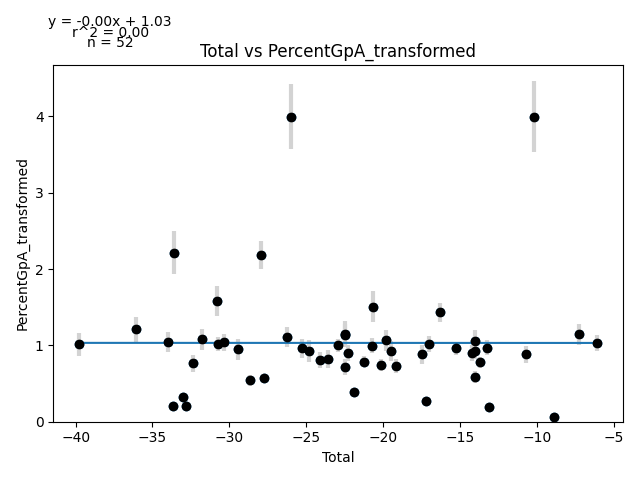 y = -0.00x + 1.03
r^2 = 0.00
n = 52
Total vs PercentGpA_transformed
PercentGpA_transformed
4
3
2
1
0
−40 −35 −30 −25 −20 −15 −10 −5
Total